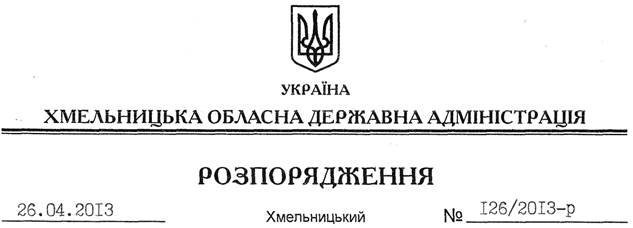 УКРАЇНА
ХМЕЛЬНИЦЬКА ОБЛАСНА ДЕРЖАВНА АДМІНІСТРАЦІЯ
РОЗПОРЯДЖЕННЯ
26.04.2013 Хмельницький № 126/2013-р